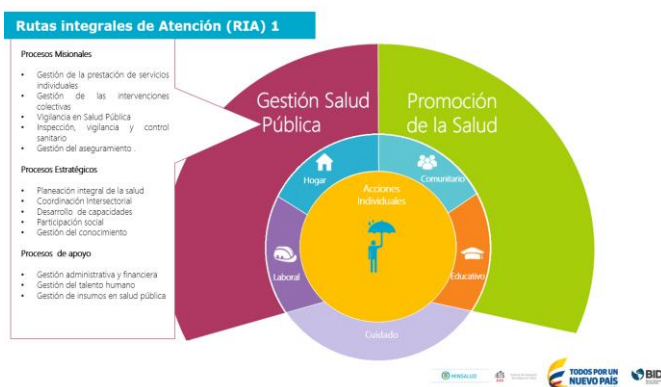 Rutas integrales de Atención (RIA) 1
Procesos Misionales
• Gestión de la prestación de servicios
individuales
• Gestión de las intervenciones
colectivas
• Vigilancia en Salud Pública
• Inspección, vigilancia y control
sanitario
• Gestión del aseguramiento .
Procesos Estratégicos
• Planeación integral de la salud
• Coordinación Intersectorial
• Desarrollo de capacidades
• Participación social
• Gestión del conocimiento
Procesos de apoyo
• Gestión administrativa y financiera
• Gestión del talento humano
• Gestión de insumos en salud pública
Gestión Salud
Pública
Promoción
de la Salud
Hogar
Comunitario
Acciones
Individuales
Laboral
Educativo
Cuidado
MINSALUD
TODOS POR UN
NUEVO PAÍS
BID